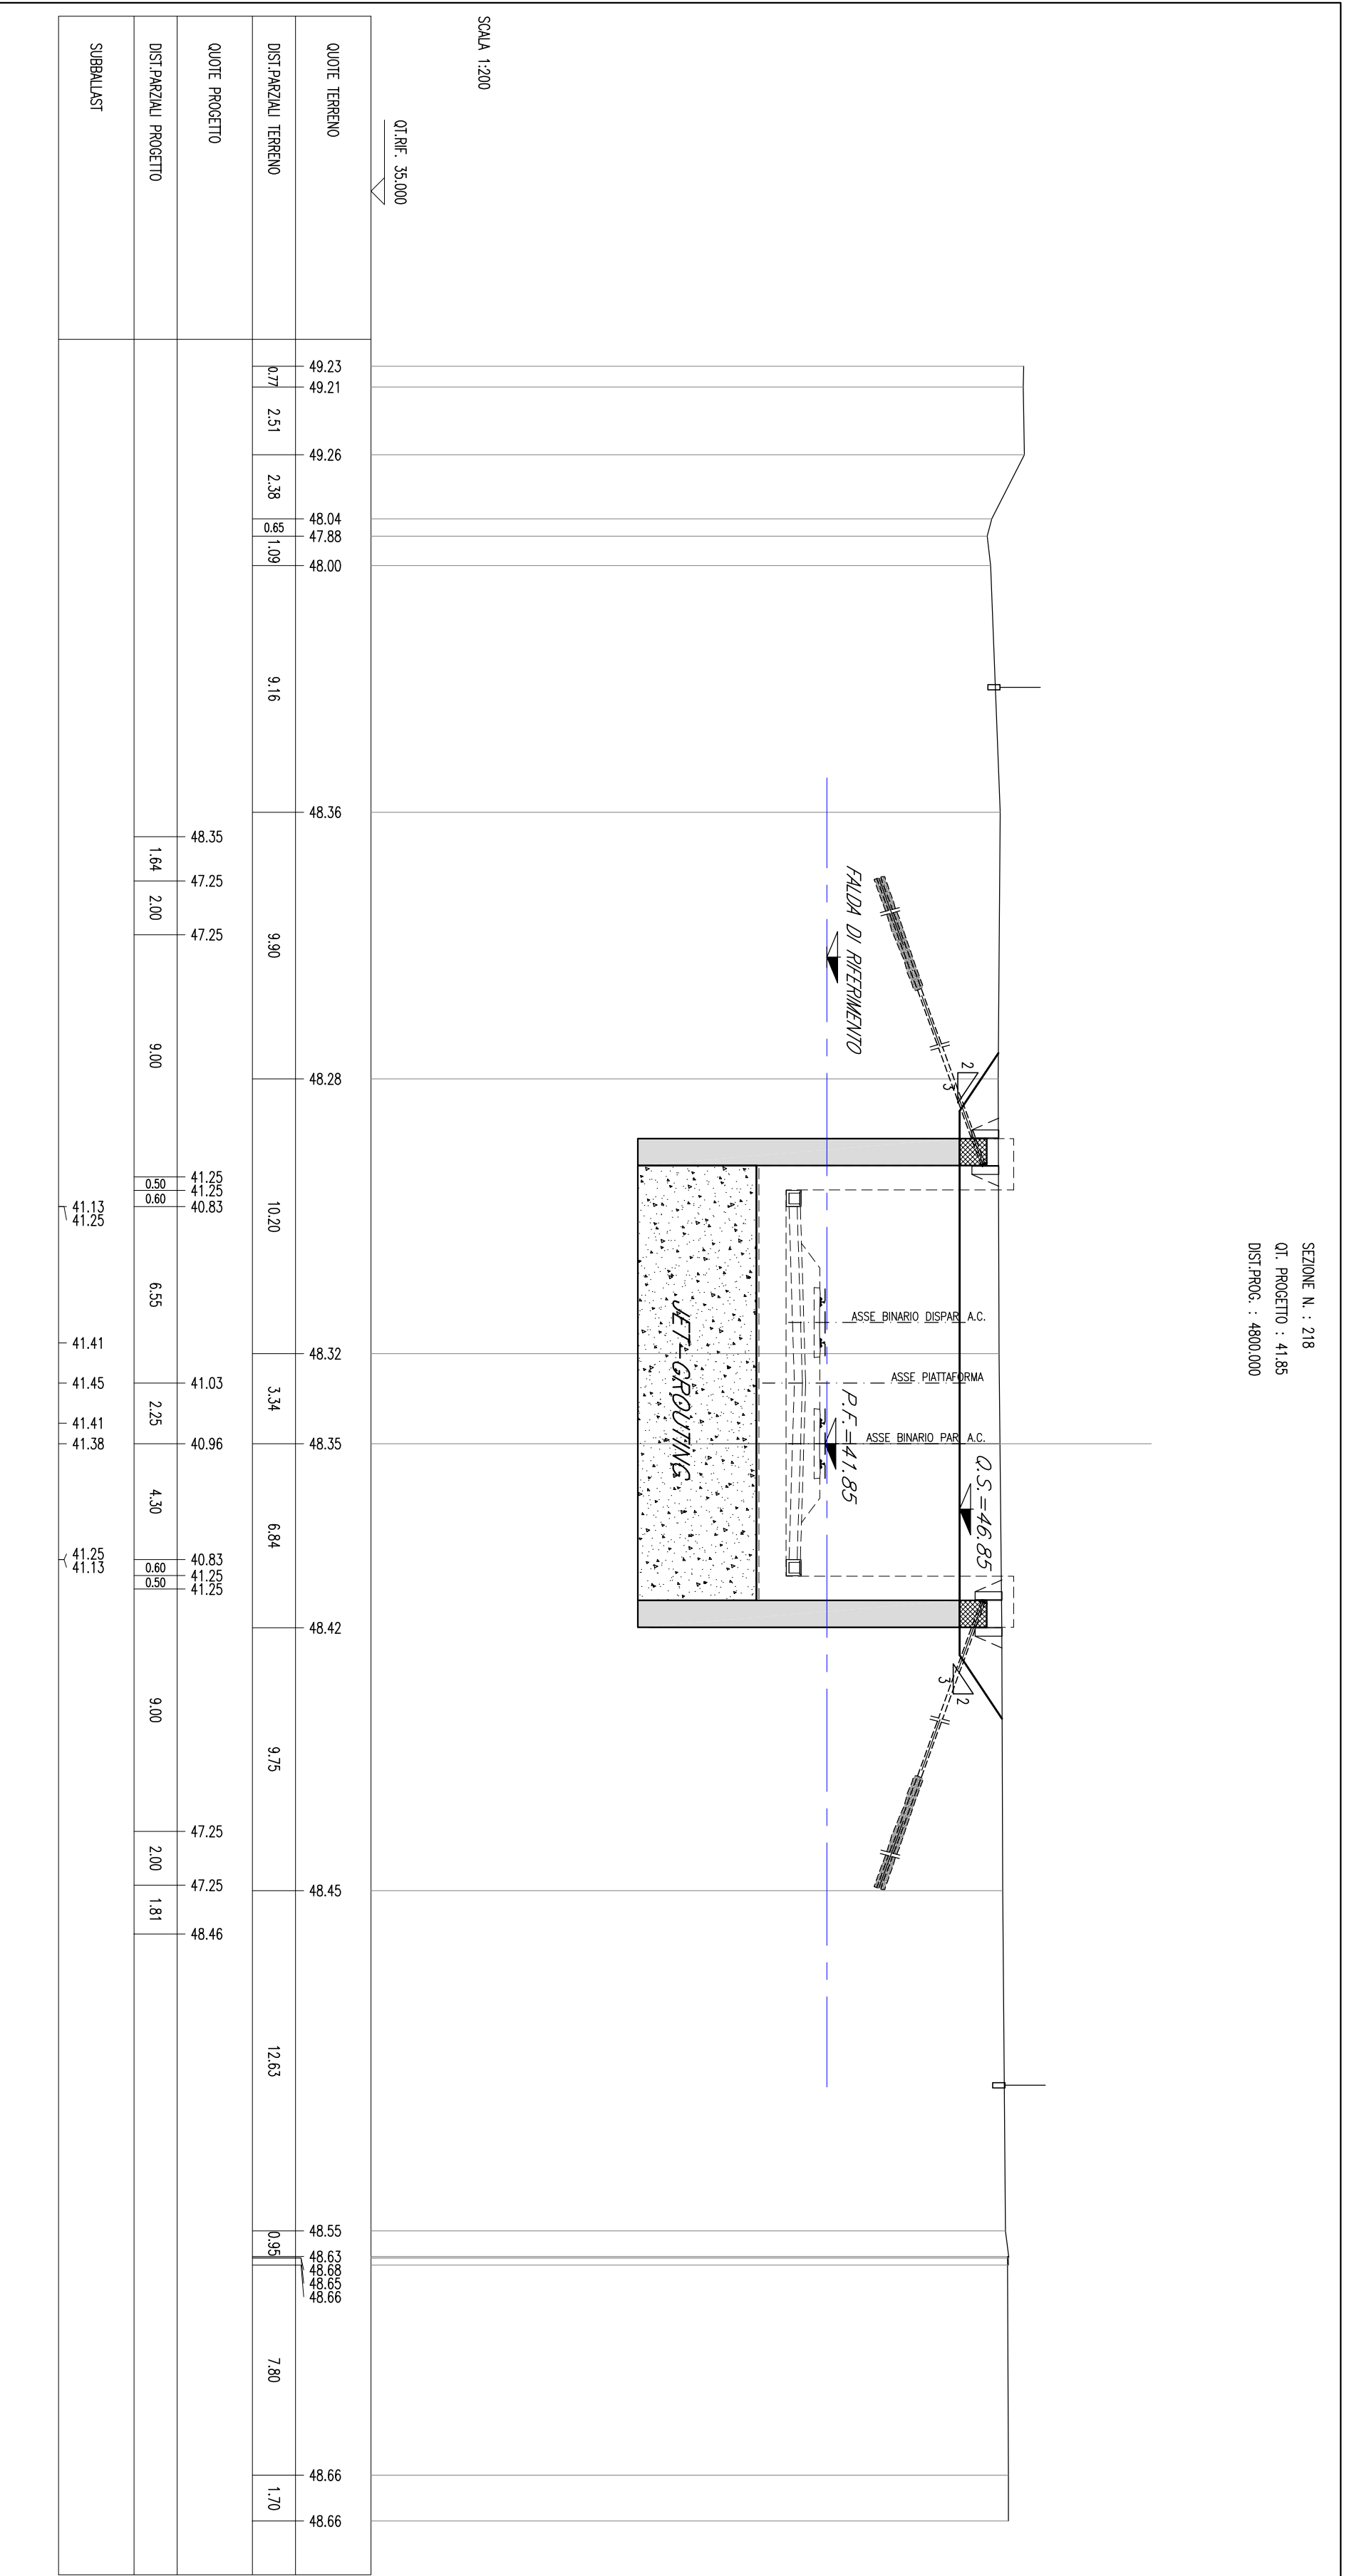 SEZIONE N. : 218
QT. PROGETTO : 41.85
DIST.PROG. : 4800.000
SCALA 1:200
QT.RIF. 35.000
FALDA DI RIFERIMENTO
2
3
ASSE BINARIO DISPARI A.C.
ASSE PIATTAFORMA
ASSE BINARIO PARI A.C.
P.F.=41.85
Q.S.=46.85
3
2
JET-GROUTING
QUOTE TERRENO 49.23 49.21 49.26 48.04 47.88 48.00 48.36 48.28 48.32 48.35 48.42 48.45 48.55 48.63 48.68 48.65 48.66 48.66 48.66
DIST.PARZIALI TERRENO 0.77 2.51 2.38 0.65 1.09 9.16 9.90 10.20 3.34 6.84 9.75 12.63 0.95 7.80 1.70
QUOTE PROGETTO 48.35 47.25 47.25 41.25 41.25 40.83 41.03 40.96 40.83 41.25 41.25 47.25 47.25 48.46
DIST.PARZIALI PROGETTO 1.64 2.00 9.00 0.50 0.60 6.55 2.25 4.30 0.60 0.50 9.00 2.00 1.81
SUBBALLAST 41.13 41.25 41.41 41.45 41.41 41.38 41.25 41.13